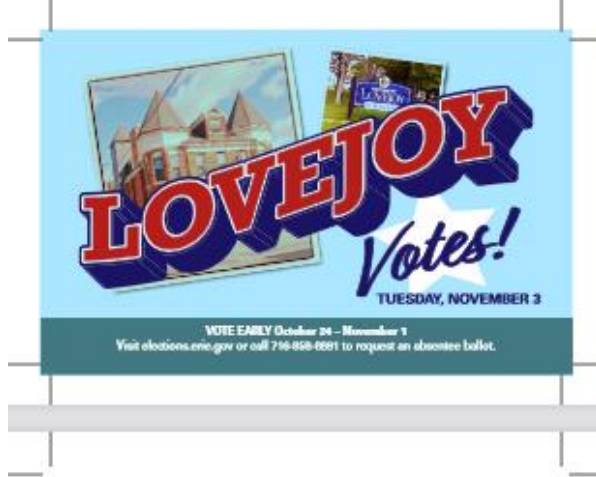 LOVEJOY
LOVEJOY
Votes!
TUESDAY, NOVEMBER 3
VOTE EARLY October 24 – November 1
Visit elections.erie.gov or call 716-858-8891 to request an absentee ballot.